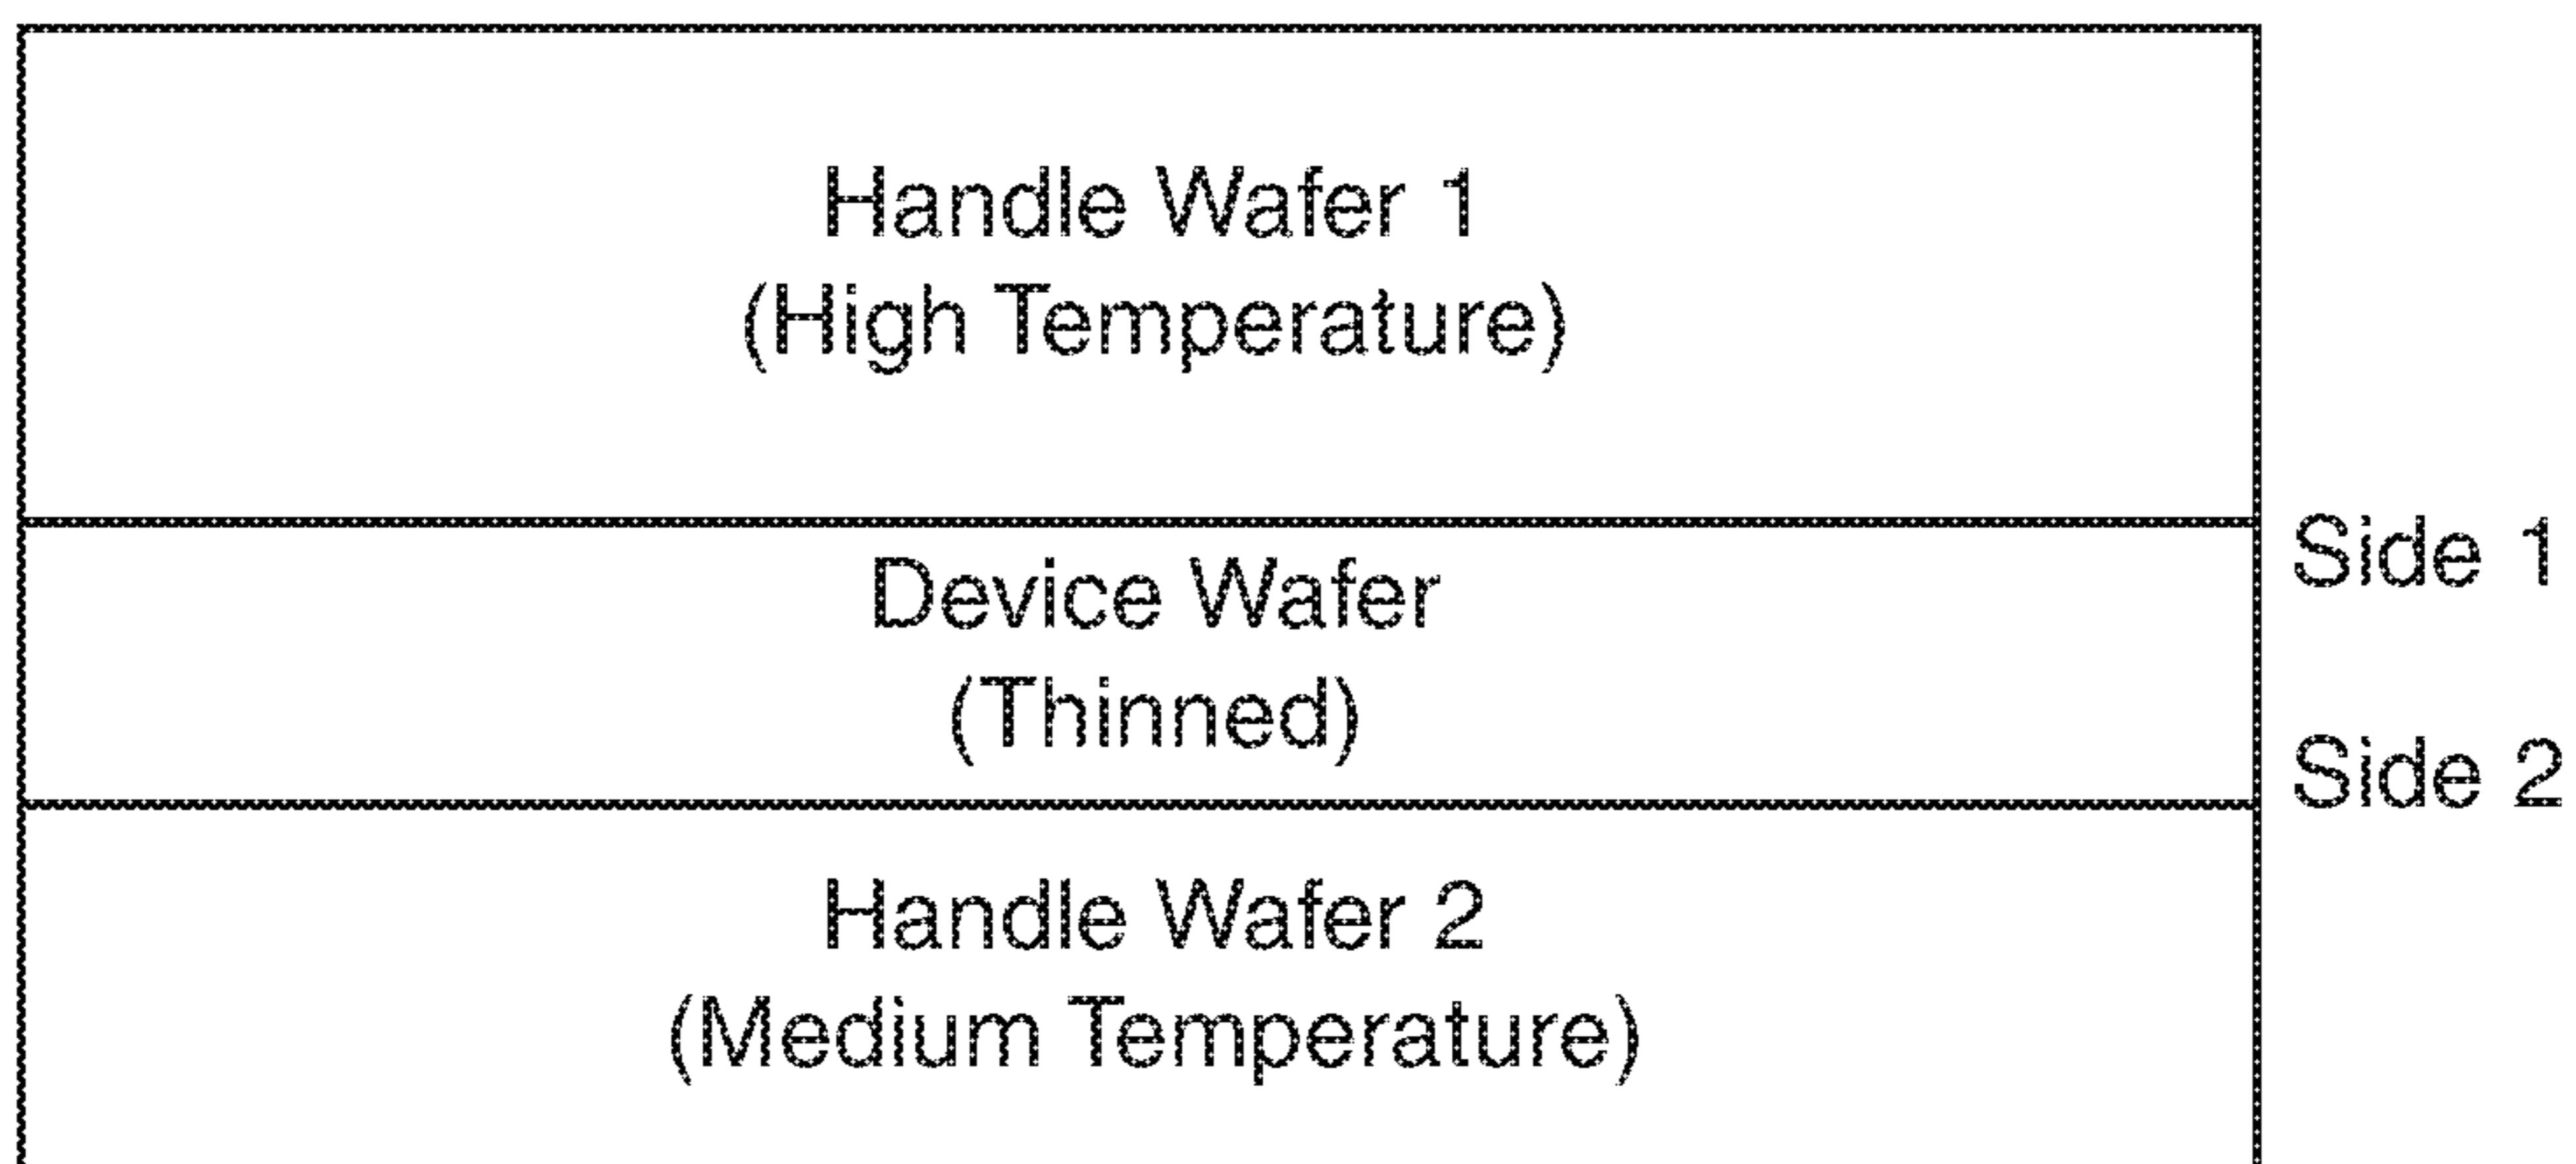 Handle Wafer 1
(High Temperature)
Side 1
Device Wafer
(Thinned)
Side 2
Handle Wafer 2
(Medium Temperature)